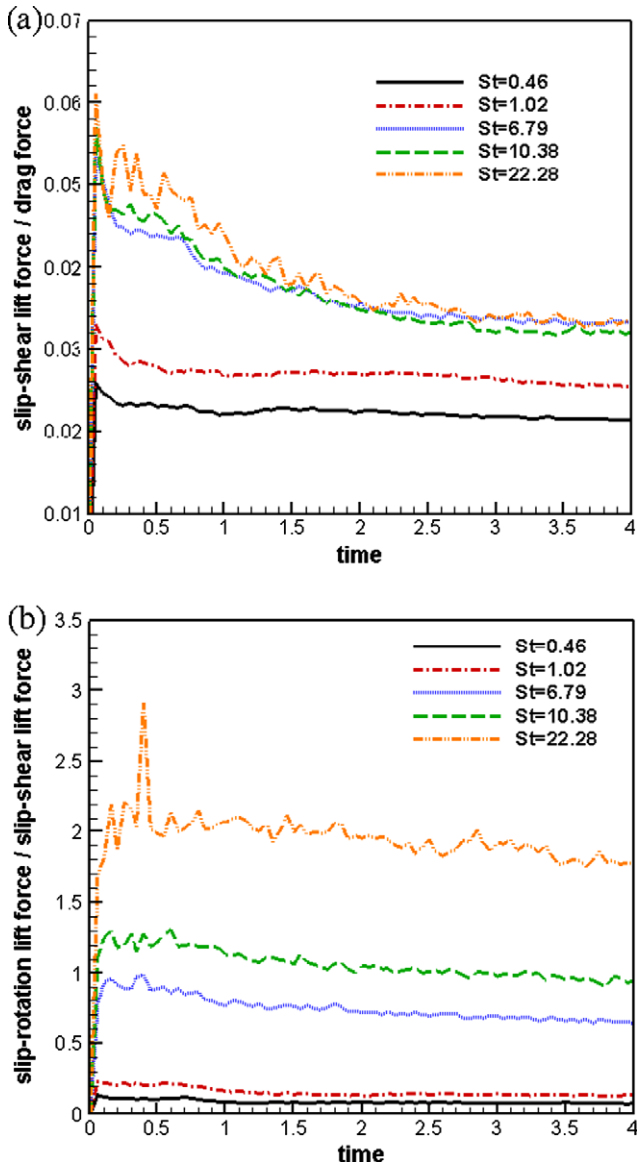 (a)
0.07
0.06
0.05
0.02
0.03
0.02
0.01
slip-shear lift force / drag force
St=0.46
St=1.02
St=6.79
St=10.38
St=22.28
0 0.5 1 1.5 2 2.5 3 3.5 4
time
(b)
3.5
3
2.5
2
1.5
1
0.5
0
slip-rotation lift force / slip-shear lift force
St=0.46
St=1.02
St=6.79
St=10.38
St=22.28
0 0.5 1 1.5 2 2.5 3 3.5 4
time